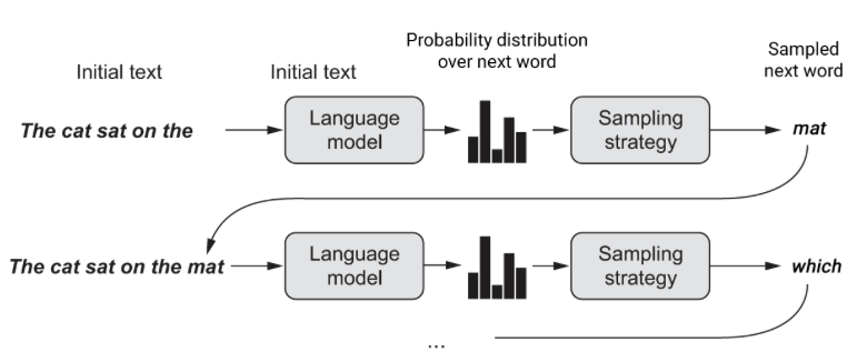 Probability distribution
over next word
Sampled
next word
Initial text
Initial text
The cat sat on the
Language
model
Sampling
strategy
mat
The cat sat on the mat
Language
model
Sampling
strategy
which
...